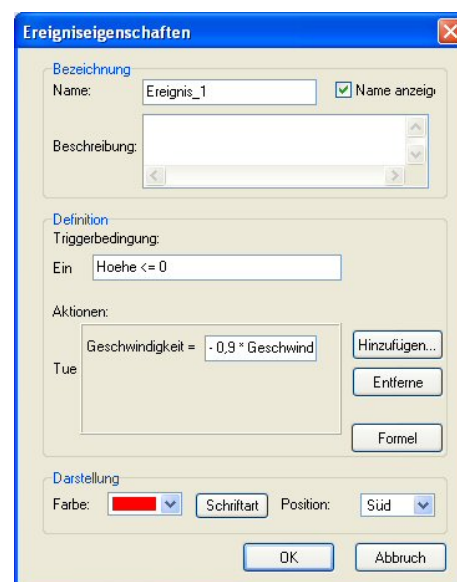 Ereigniseigenschaften
Bezeichnung
Name: Ereignis_1 Name anzeig
Beschreibung:
Definition
Triggerbedingung:
Ein Hoehe <= 0
Aktionen:
Geschwindigkeit = - 0,9 * Geschwind Hinzufügen...
Tue
Entferne
Formel
Darstellung
Farbe: Schriftart Position: Süd
OK Abbruch